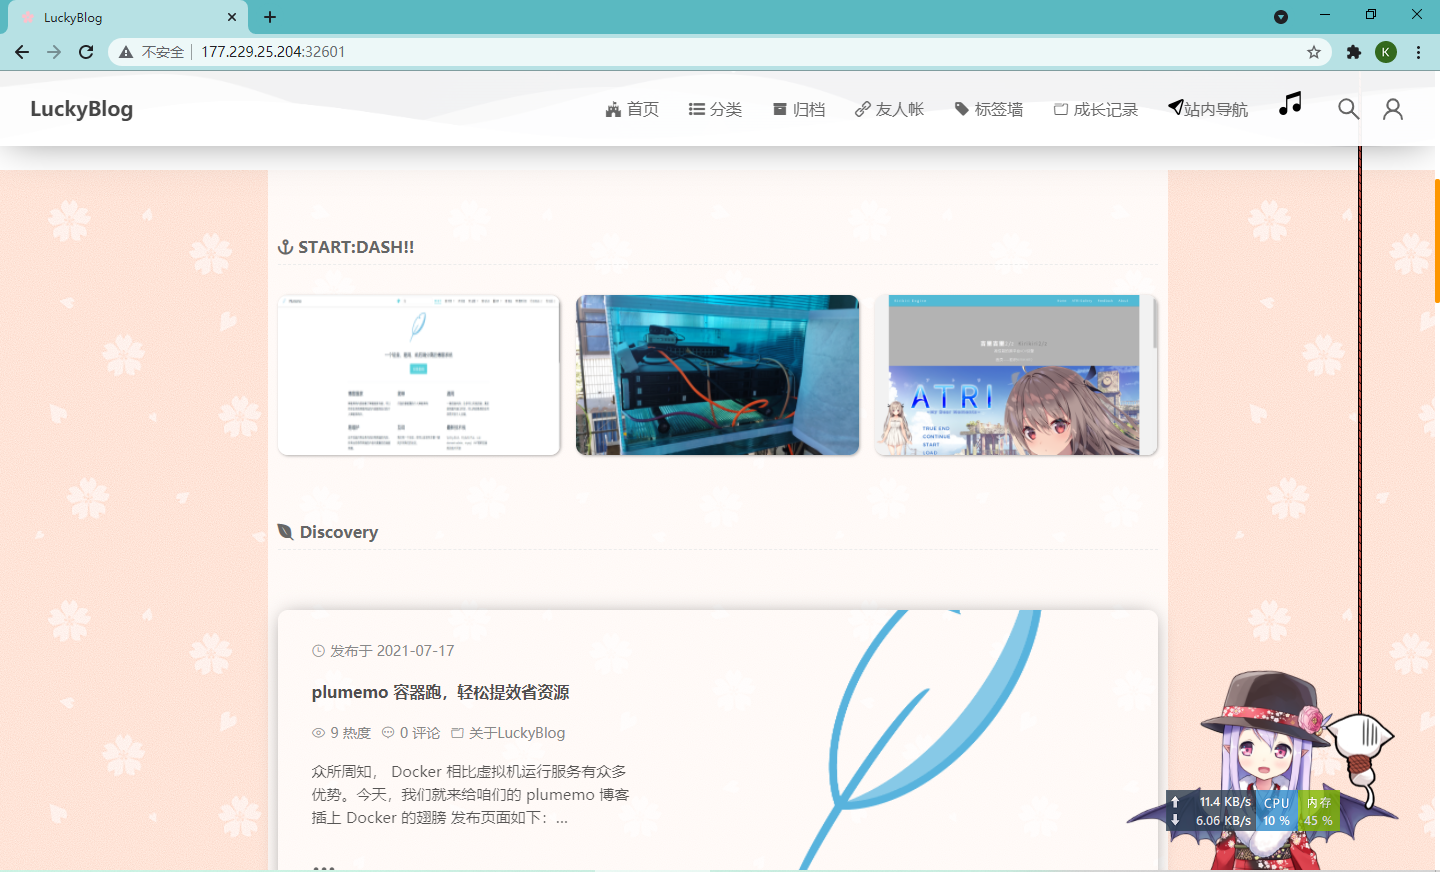 LuckyBlog
不安全 177.229.25.204:32601
K
LuckyBlog
首页 分类 归档 友人帐 标签墙 成长记录 站内导航
START:DASH!!
ATRI
TRUE END
CONTINUE
START
LOAD
Discovery
发布于 2021-07-17
plumemo 容器跑，轻松提效省资源
9 热度 0 评论 关于LuckyBlog
众所周知， Docker 相比虚拟机运行服务有众多
优势。今天，我们就来给咱们的 plumemo 博客
插上 Docker 的翅膀 发布页面如下：...
11.4 KB/s CPU 内存
6.06 KB/s 10 % 45 %